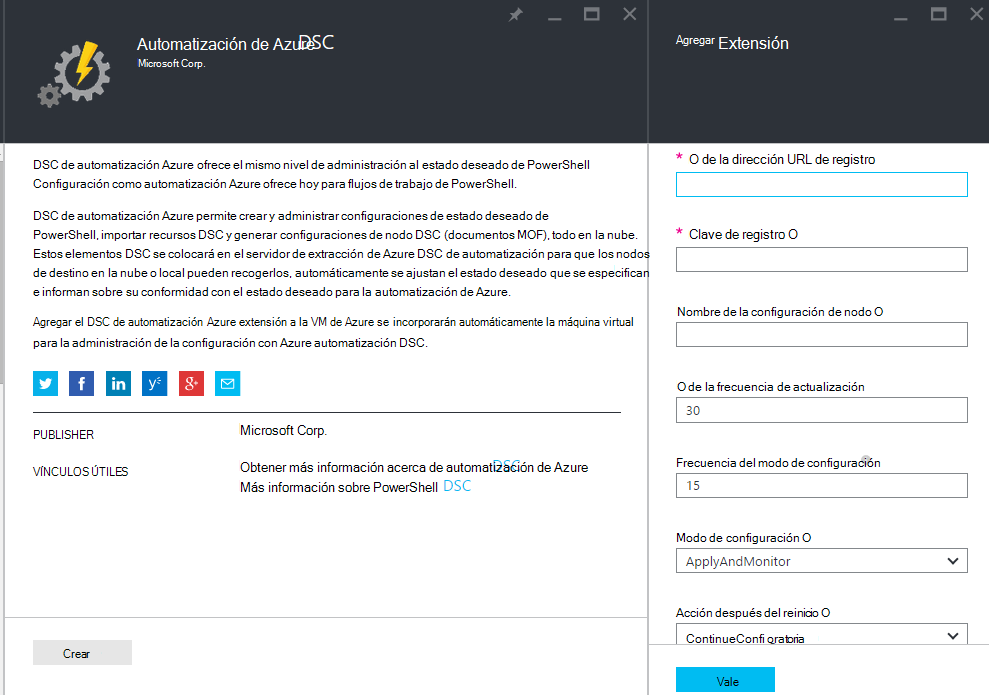 Automatización de Azure DSC
Microsoft Corp.
DSC de automatización Azure ofrece el mismo nivel de administración al estado deseado de PowerShell
Configuración como automatización Azure ofrece hoy para flujos de trabajo de PowerShell.
DSC de automatización Azure permite crear y administrar configuraciones de estado deseado de
PowerShell, importar recursos DSC y generar configuraciones de nodo DSC (documentos MOF), todo en la nube.
Estos elementos DSC se colocará en el servidor de extracción de Azure DSC de automatización para que los nodos
de destino en la nube o local pueden recogerlos, automáticamente se ajustan el estado deseado que se especifican
e informan sobre su conformidad con el estado deseado para la automatización de Azure.
Agregar el DSC de automatización Azure extensión a la VM de Azure se incorporarán automáticamente la máquina virtual
para la administración de la configuración con Azure automatización DSC.
PUBLISHER
Microsoft Corp.
VÍNCULOS ÚTILES
Obtener más información acerca de automatización de Azure DSC
Más información sobre PowerShell DSC
Crear
Agregar Extensión
* O de la dirección URL de registro
* Clave de registro O
Nombre de la configuración de nodo O
O de la frecuencia de actualización
30
Frecuencia del modo de configuración
15
Modo de configuración O
ApplyAndMonitor
Acción después del reinicio O
ContinueConfi gratoria
Vale